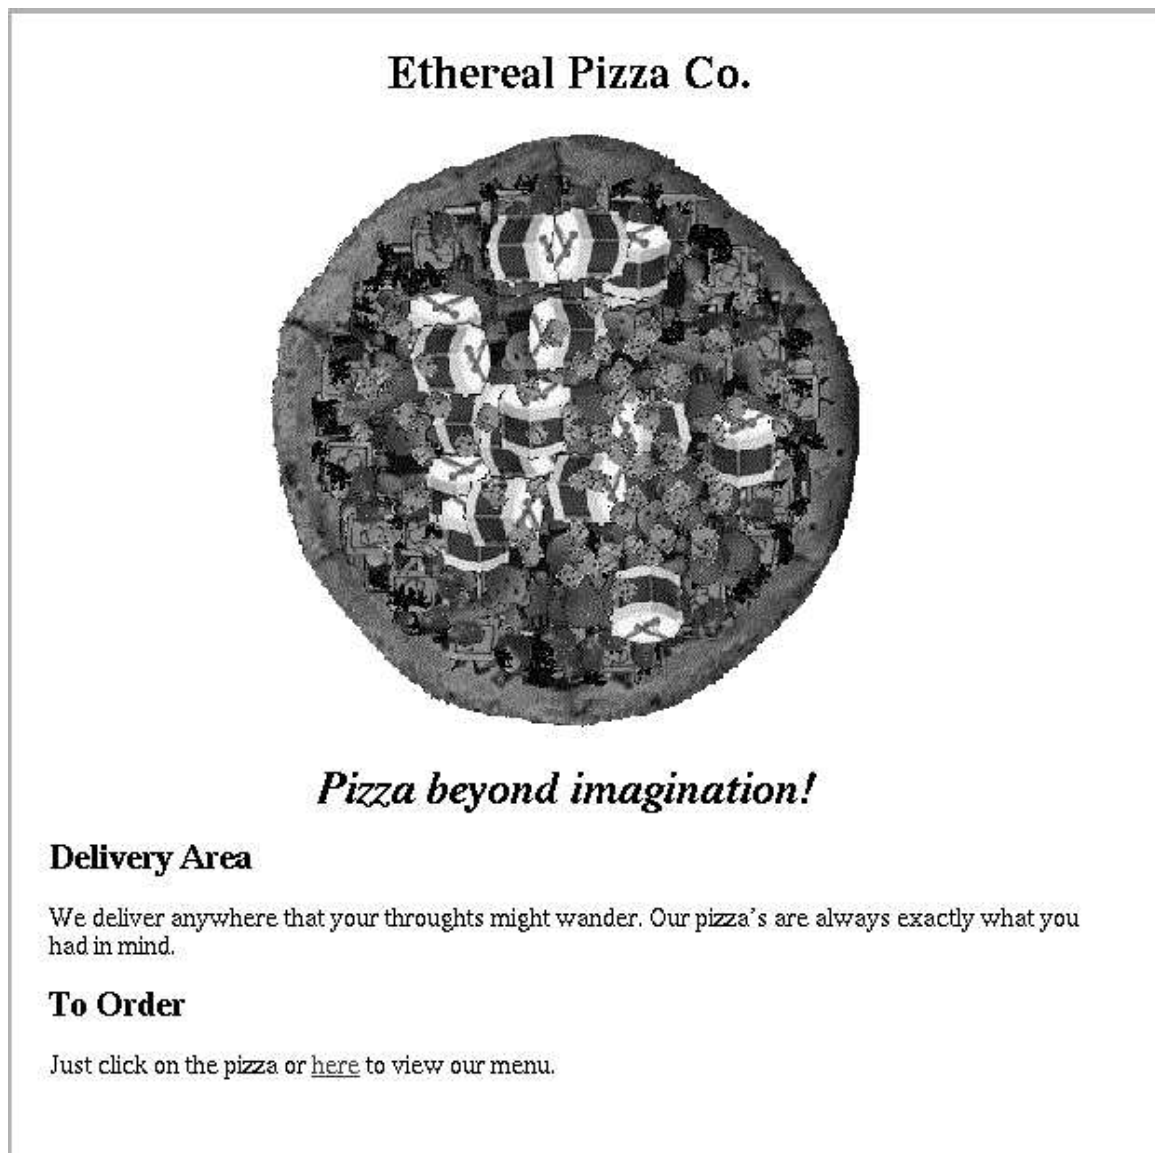 Ethereal Pizza Co.
Pizza beyond imagination!
Delivery Area
We deliver anywhere that your throughts might wander. Our pizza's are always exactly what you
had in mind.
To Order
Just click on the pizza or here to view our menu.